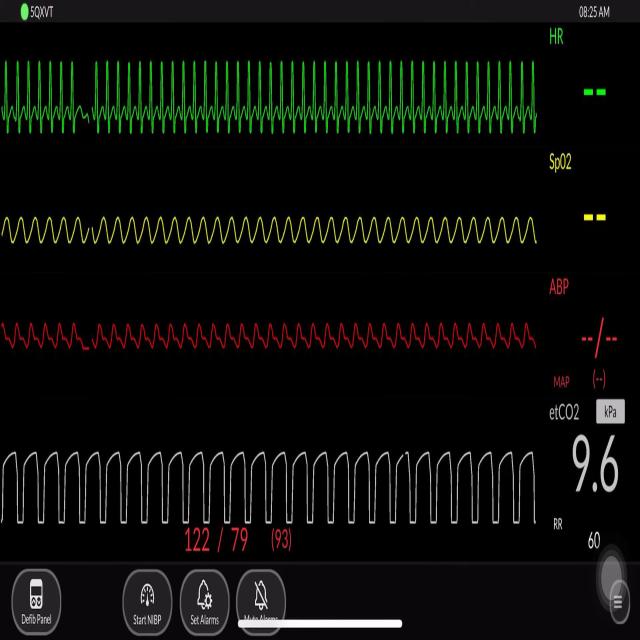 5QXVT
08:25 AM
HR
--
SpO2
--
ABP
--/--
MAP (--)
etCO2 kPa
9.6
RR
60
122 / 79 (93)
Defib Panel
Start NIBP
Set Alarms
Mute Alarms